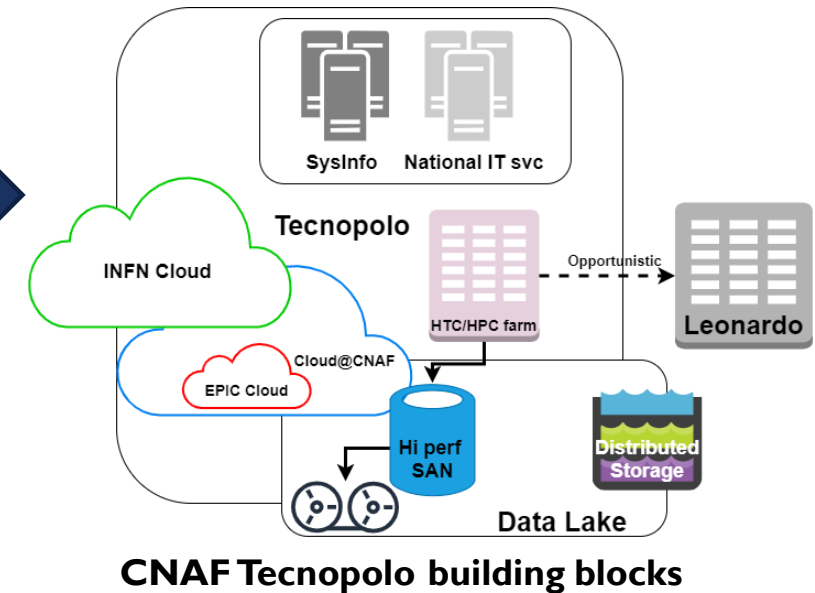 SysInfo
National IT svc
Tecnopolo
INFN Cloud
Opportunistic
HTC/HPC farm
Leonardo
Cloud@CNAF
EPIC Cloud
Hi perf
SAN
Distributed
Storage
Data Lake
CNAF Tecnopolo building blocks